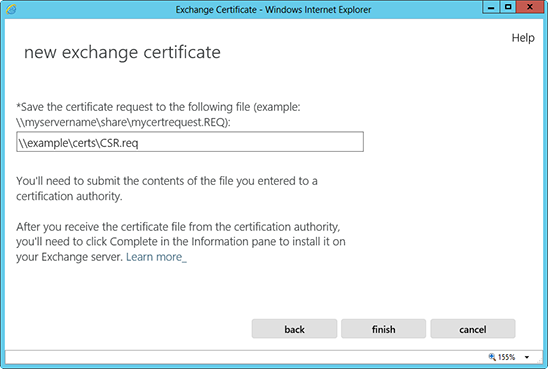 Exchange Certificate - Windows Internet Explorer
Help
new exchange certificate
*Save the certificate request to the following file (example:
\\myservername\share\mycertrequest.REQ):
\\example\certs\CSR.req
You'll need to submit the contents of the file you entered to a
certification authority.
After you receive the certificate file from the certification authority,
you'll need to click Complete in the Information pane to install it on
your Exchange server. Learn more_
back finish cancel
155%